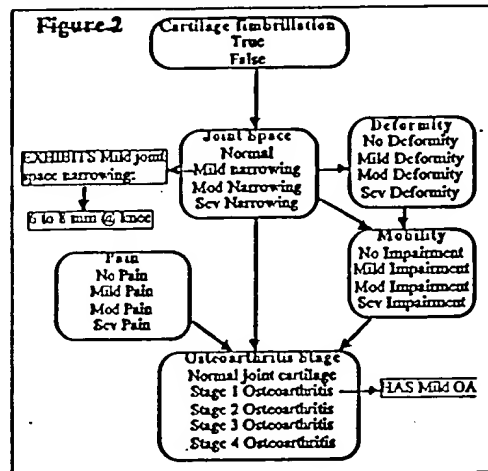 Figure 2
Cartilage fimbrillation
True
False
Joint Space
Normal
Mild narrowing
Mod Narrowing
Sev Narrowing
EXHIBITS Mild joint
space narrowing:
6 to 8 mm @ knee
Deformity
No Deformity
Mild Deformity
Mod Deformity
Sev Deformity
Mobility
No Impairment
Mild Impairment
Mod Impairment
Sev Impairment
Pain
No Pain
Mild Pain
Mod Pain
Sev Pain
Osteoarthritis Stage
Normal joint cartilage
Stage 1 Osteoarthritis
Stage 2 Osteoarthritis
Stage 3 Osteoarthritis
Stage 4 Osteoarthritis
HAS Mild OA